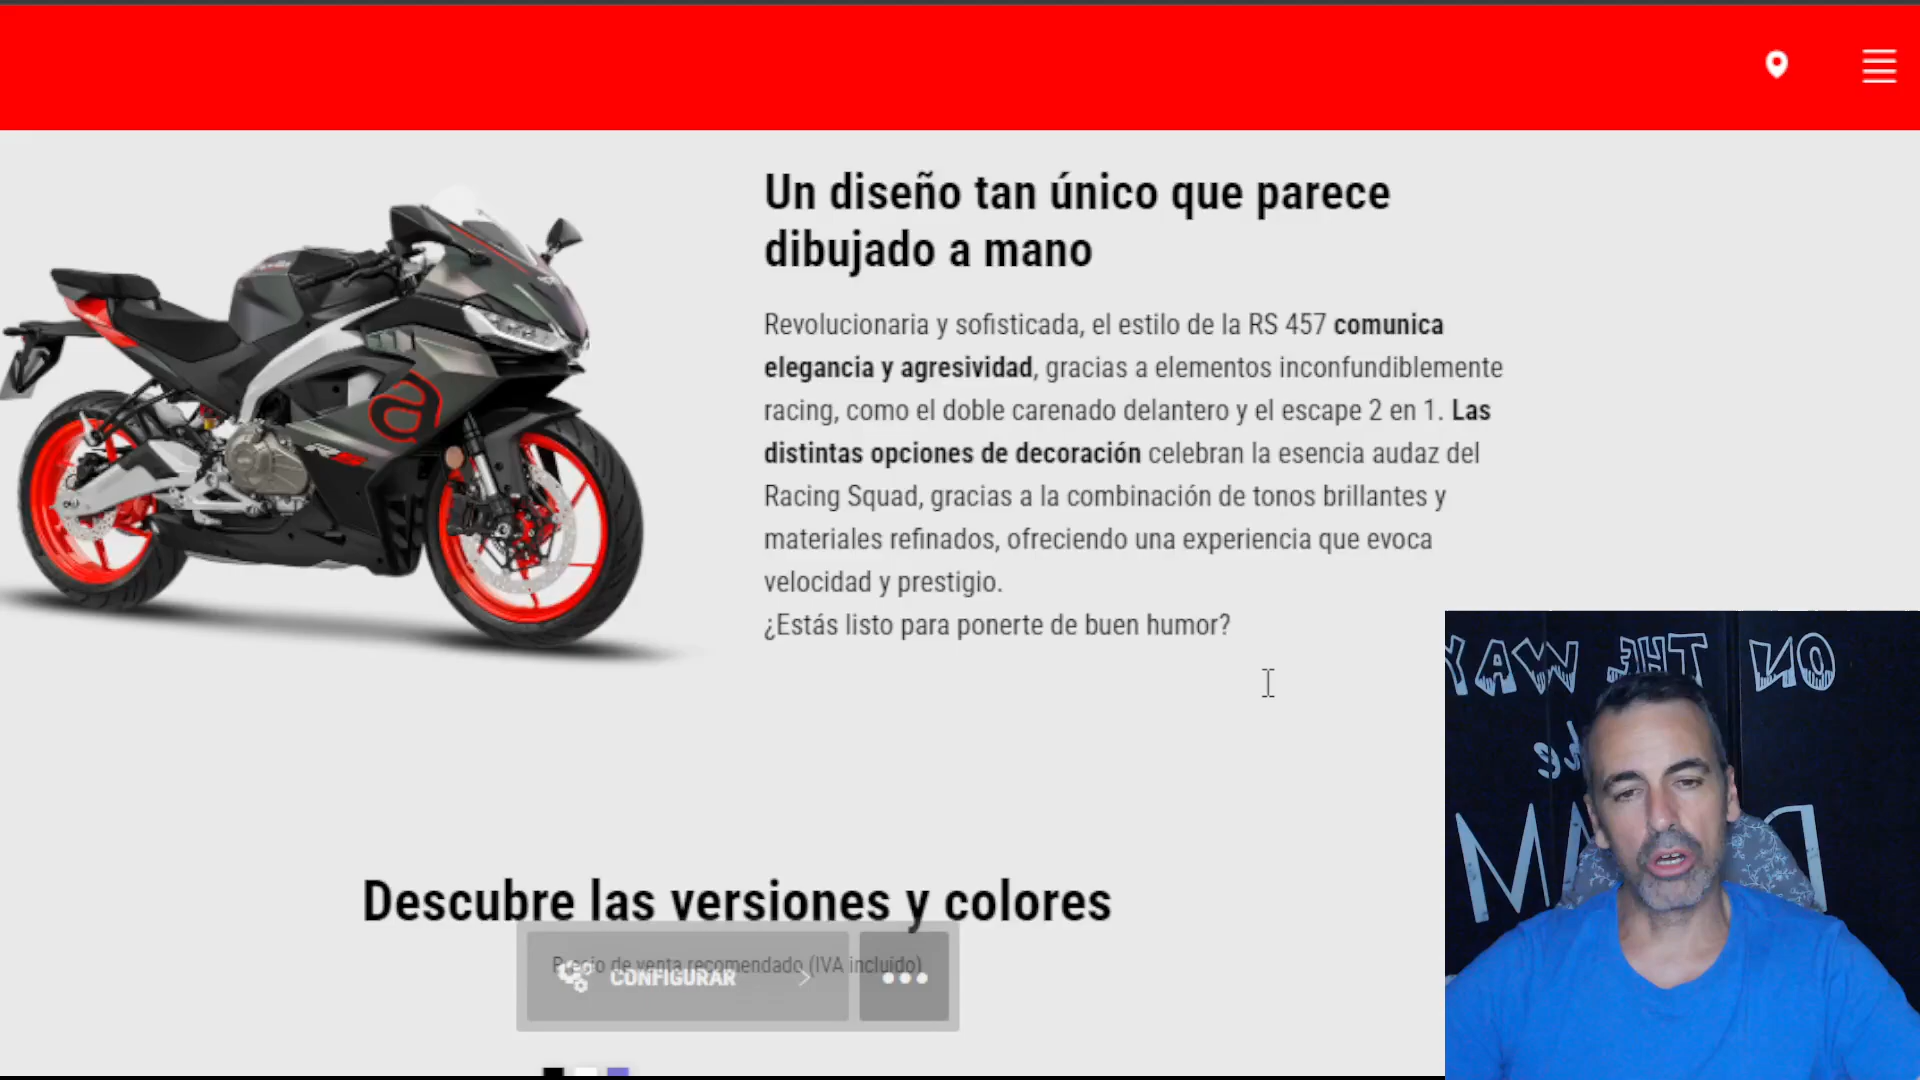 Un diseño tan único que parece
dibujado a mano
Revolucionaria y sofisticada, el estilo de la RS 457 comunica
elegancia y agresividad, gracias a elementos inconfundiblemente
racing, como el doble carenado delantero y el escape 2 en 1. Las
distintas opciones de decoración celebran la esencia audaz del
Racing Squad, gracias a la combinación de tonos brillantes y
materiales refinados, ofreciendo una experiencia que evoca
velocidad y prestigio.
¿Estás listo para ponerte de buen humor?
ON THE WAY
Descubre las versiones y colores
Precio de venta recomendado (IVA incluido)
CONFIGURAR
RS